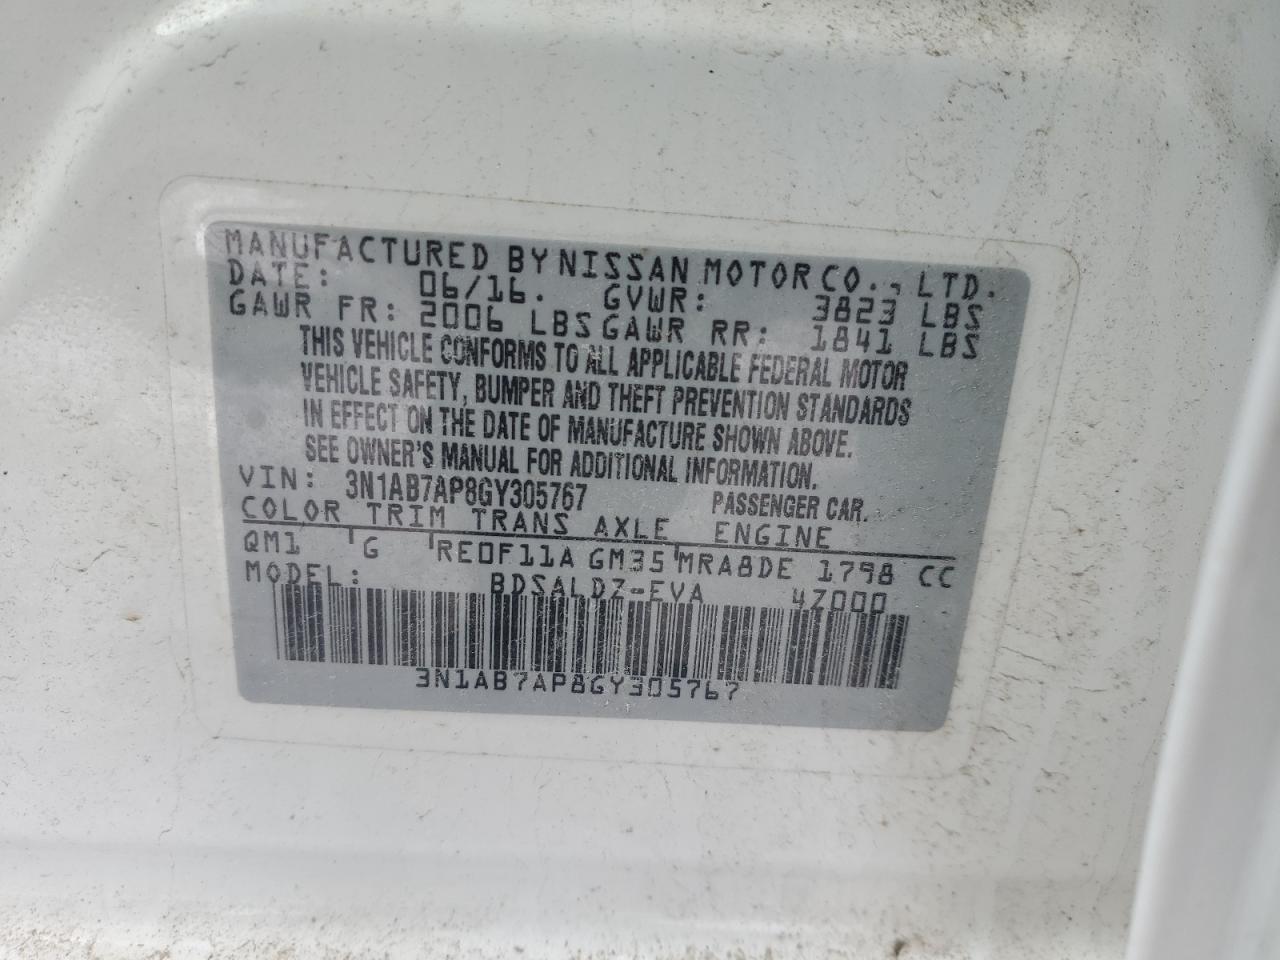 MANUFACTURED BY NISSAN MOTOR CO., LTD.
DATE: 06/16. GVWR: 3823 LBS
GAWR FR: 2006 LBS GAWR RR: 1841 LBS
THIS VEHICLE CONFORMS TO ALL APPLICABLE FEDERAL MOTOR
VEHICLE SAFETY, BUMPER AND THEFT PREVENTION STANDARDS
IN EFFECT ON THE DATE OF MANUFACTURE SHOWN ABOVE.
SEE OWNER'S MANUAL FOR ADDITIONAL INFORMATION.
VIN: 3N1AB7AP8GY305767 PASSENGER CAR.
COLOR TRIM TRANS AXLE ENGINE
QM1 G RE0F11A GM35 MRA8DE 1798 CC
MODEL: BDSALDZ-EVA 4Z000
3N1AB7AP8GY305767